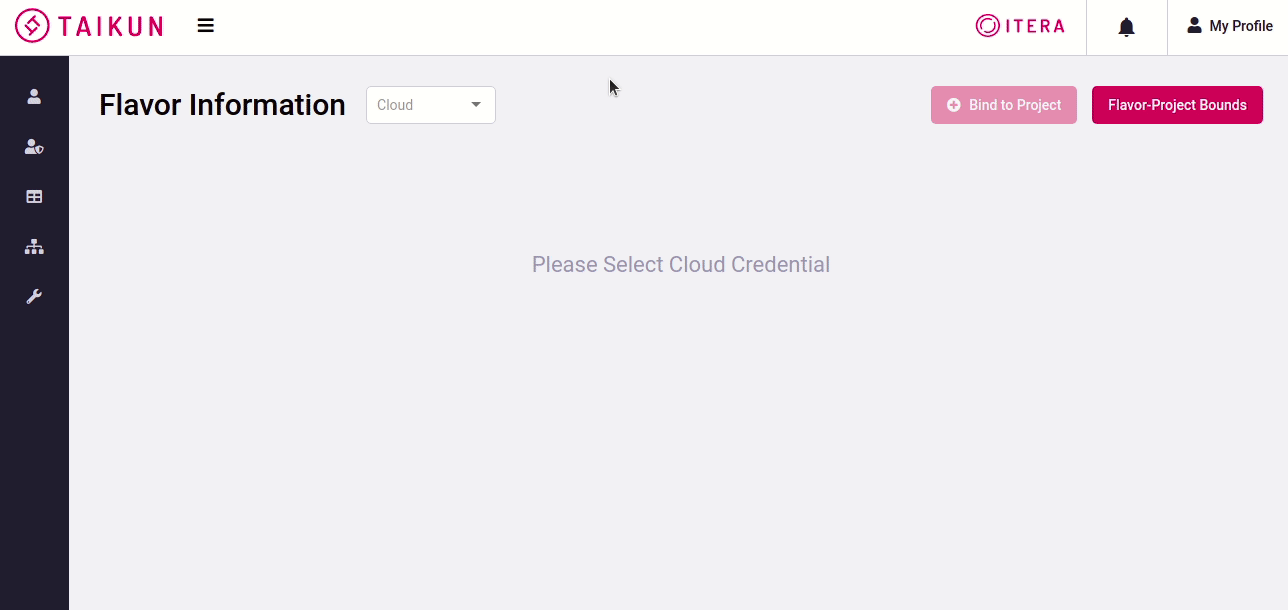 TAIKUN
ITERA
My Profile
Flavor Information
Cloud
Bind to Project
Flavor-Project Bounds
Please Select Cloud Credential